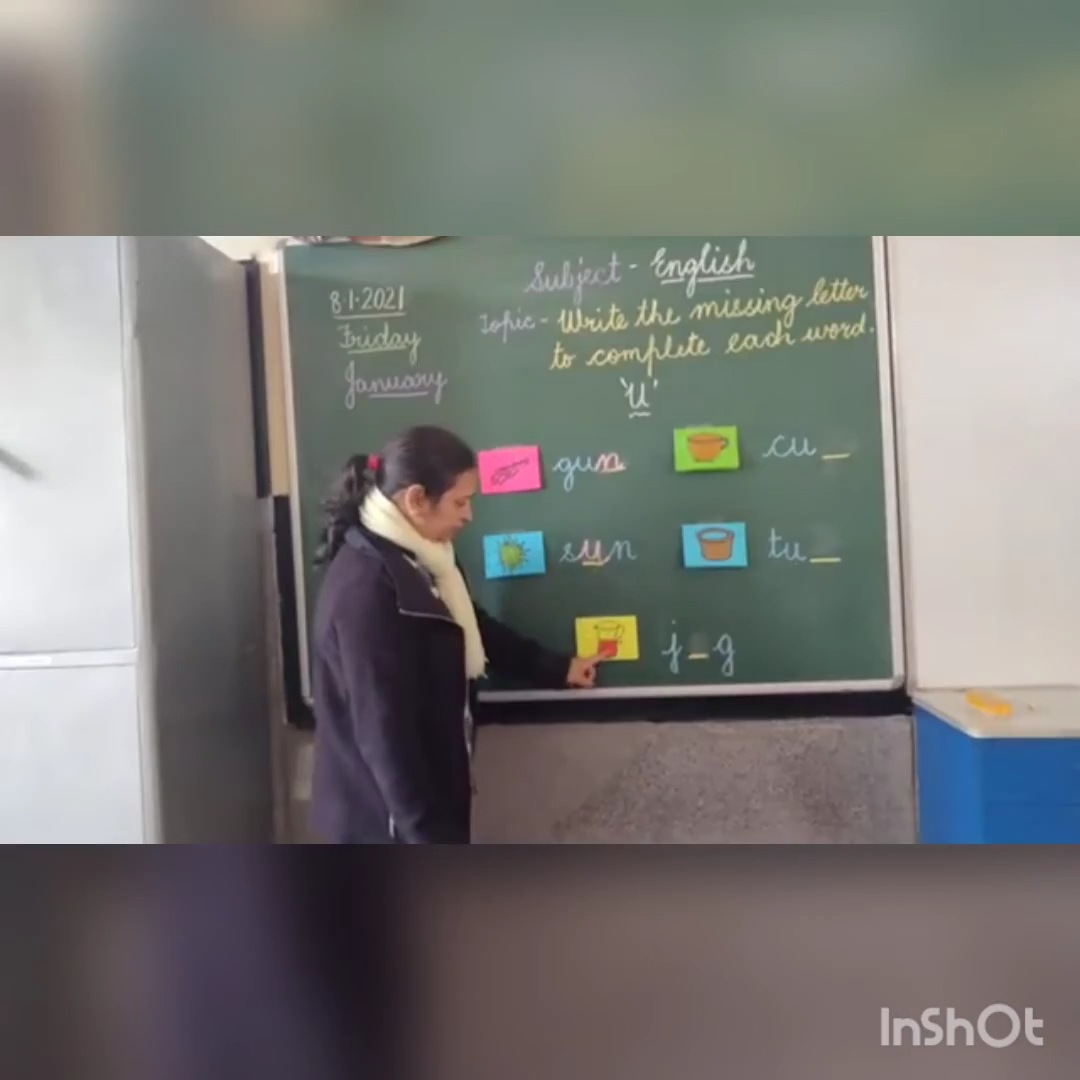 8.1.2021
Friday
January
Subject - English
Topic - Write the missing letter
to complete each word.
'U'
gun
cu_
sun
tu_
j_g
InShOt